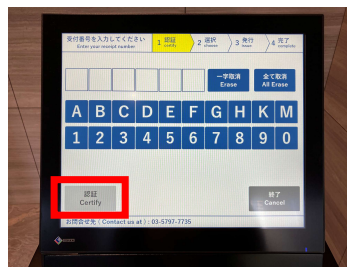 受付番号を入力してください
Enter your receipt number
1 認証 certify
2 選択 choose
3 発行 issue
4 完了 complete
一字取消
Erase
全て取消
All Erase
A B C D E F G H K M
1 2 3 4 5 6 7 8 9 0
認証
Certify
終了
Cancel
お問合せ先 ( Contact us at ) : 03-5797-7735